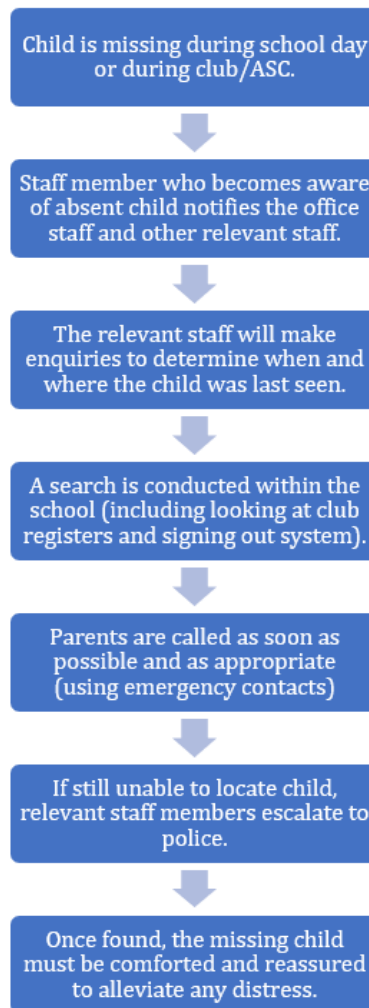 Child is missing during school day
or during club/ASC.
Staff member who becomes aware
of absent child notifies the office
staff and other relevant staff.
The relevant staff will make
enquiries to determine when and
where the child was last seen.
A search is conducted within the
school (including looking at club
registers and signing out system).
Parents are called as soon as
possible and as appropriate
(using emergency contacts)
If still unable to locate child,
relevant staff members escalate to
police.
Once found, the missing child
must be comforted and reassured
to alleviate any distress.